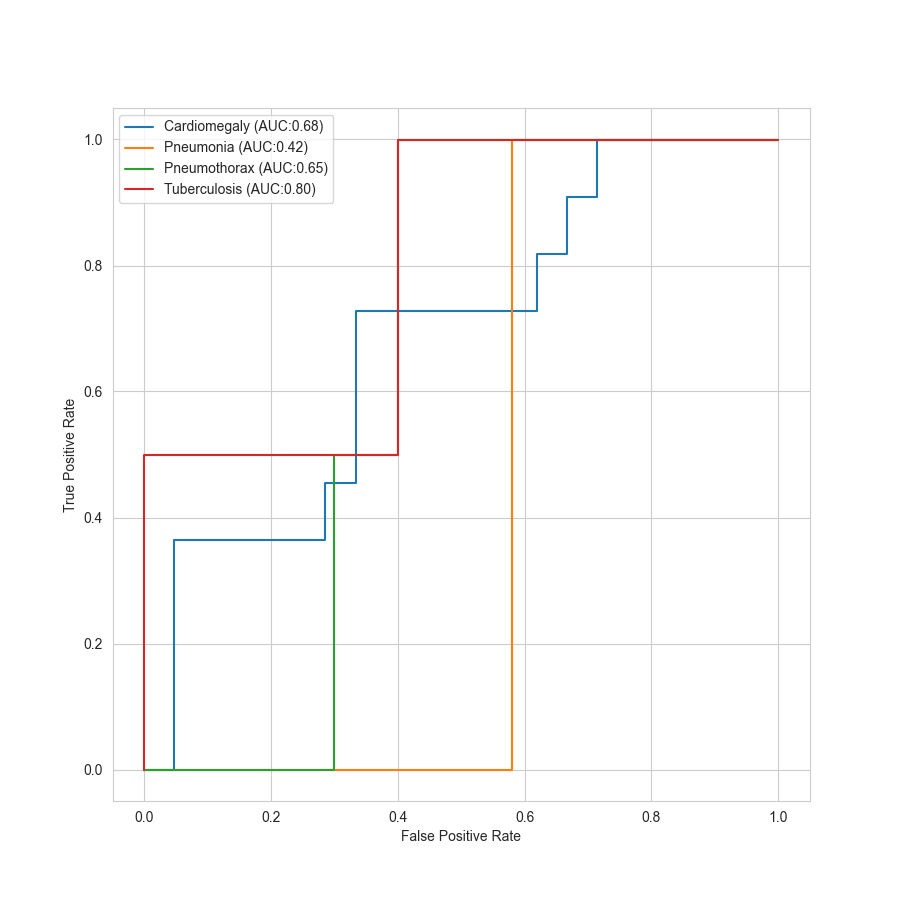 Cardiomegaly (AUC:0.68)
Pneumonia (AUC:0.42)
Pneumothorax (AUC:0.65)
Tuberculosis (AUC:0.80)
1.0
0.8
0.6
0.4
0.2
0.0
True Positive Rate
0.0 0.2 0.4 0.6 0.8 1.0
False Positive Rate